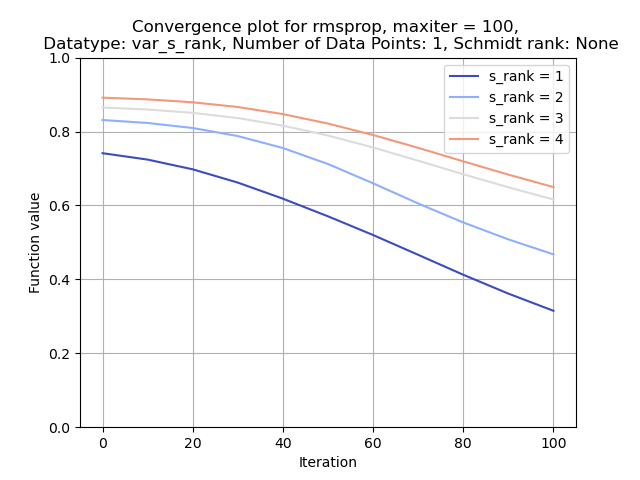 Convergence plot for rmsprop, maxiter = 100,
Datatype: var_s_rank, Number of Data Points: 1, Schmidt rank: None
1.0
0.8
0.6
0.4
0.2
0.0
Function value
s_rank = 1
s_rank = 2
s_rank = 3
s_rank = 4
0 20 40 60 80 100
Iteration